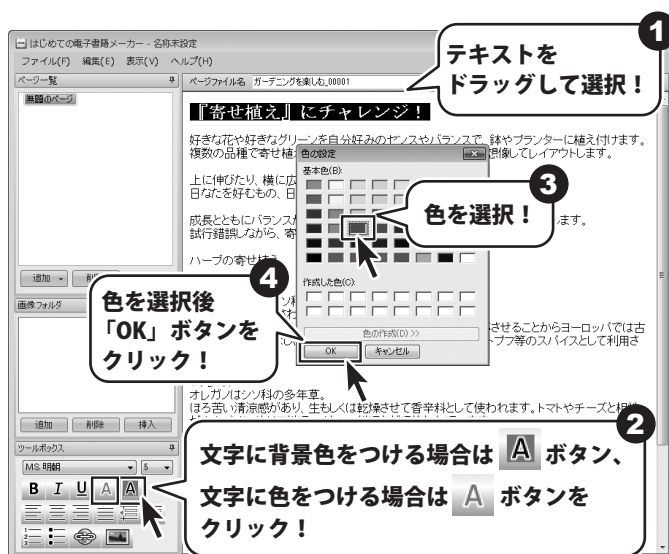 はじめての電子書籍メーカー - 名称未設定
ファイル(F) 編集(E) 表示(V) ヘルプ(H)
ページ一覧
ページファイル名 ガーデニングを楽しむ_00001
無題のページ
1
テキストを
ドラッグして選択！
『寄せ植え』にチャレンジ！
好きな花や好きなグリーンを自分好みのセンスやバランスで、鉢やプランターに植え付けます。
複数の品種で寄せ植
想像してレイアウトします。
上に伸びたり、横に広
日なたを好むもの、日
成長とともにバランスが
ます。
試行錯誤しながら、寄
ハーブの寄せ植え
色の設定
基本色(B):
3
色を選択！
作成した色(C):
色の作成(D) >>
OK
キャンセル
追加
削除
画像フォルダ
4
色を選択後
「OK」ボタンを
クリック！
させることからヨーロッパでは古
トブフ等のスパイスとして利用さ
オレガノはシソ科の多年草。
ほろ苦い清涼感があり、生もしくは乾燥させて香辛料として使われます。トマトやチーズと相性
追加 削除 挿入
ツールボックス
MS 明朝
5
B I U A A
2
文字に背景色をつける場合は A ボタン、
文字に色をつける場合は A ボタンを
クリック！